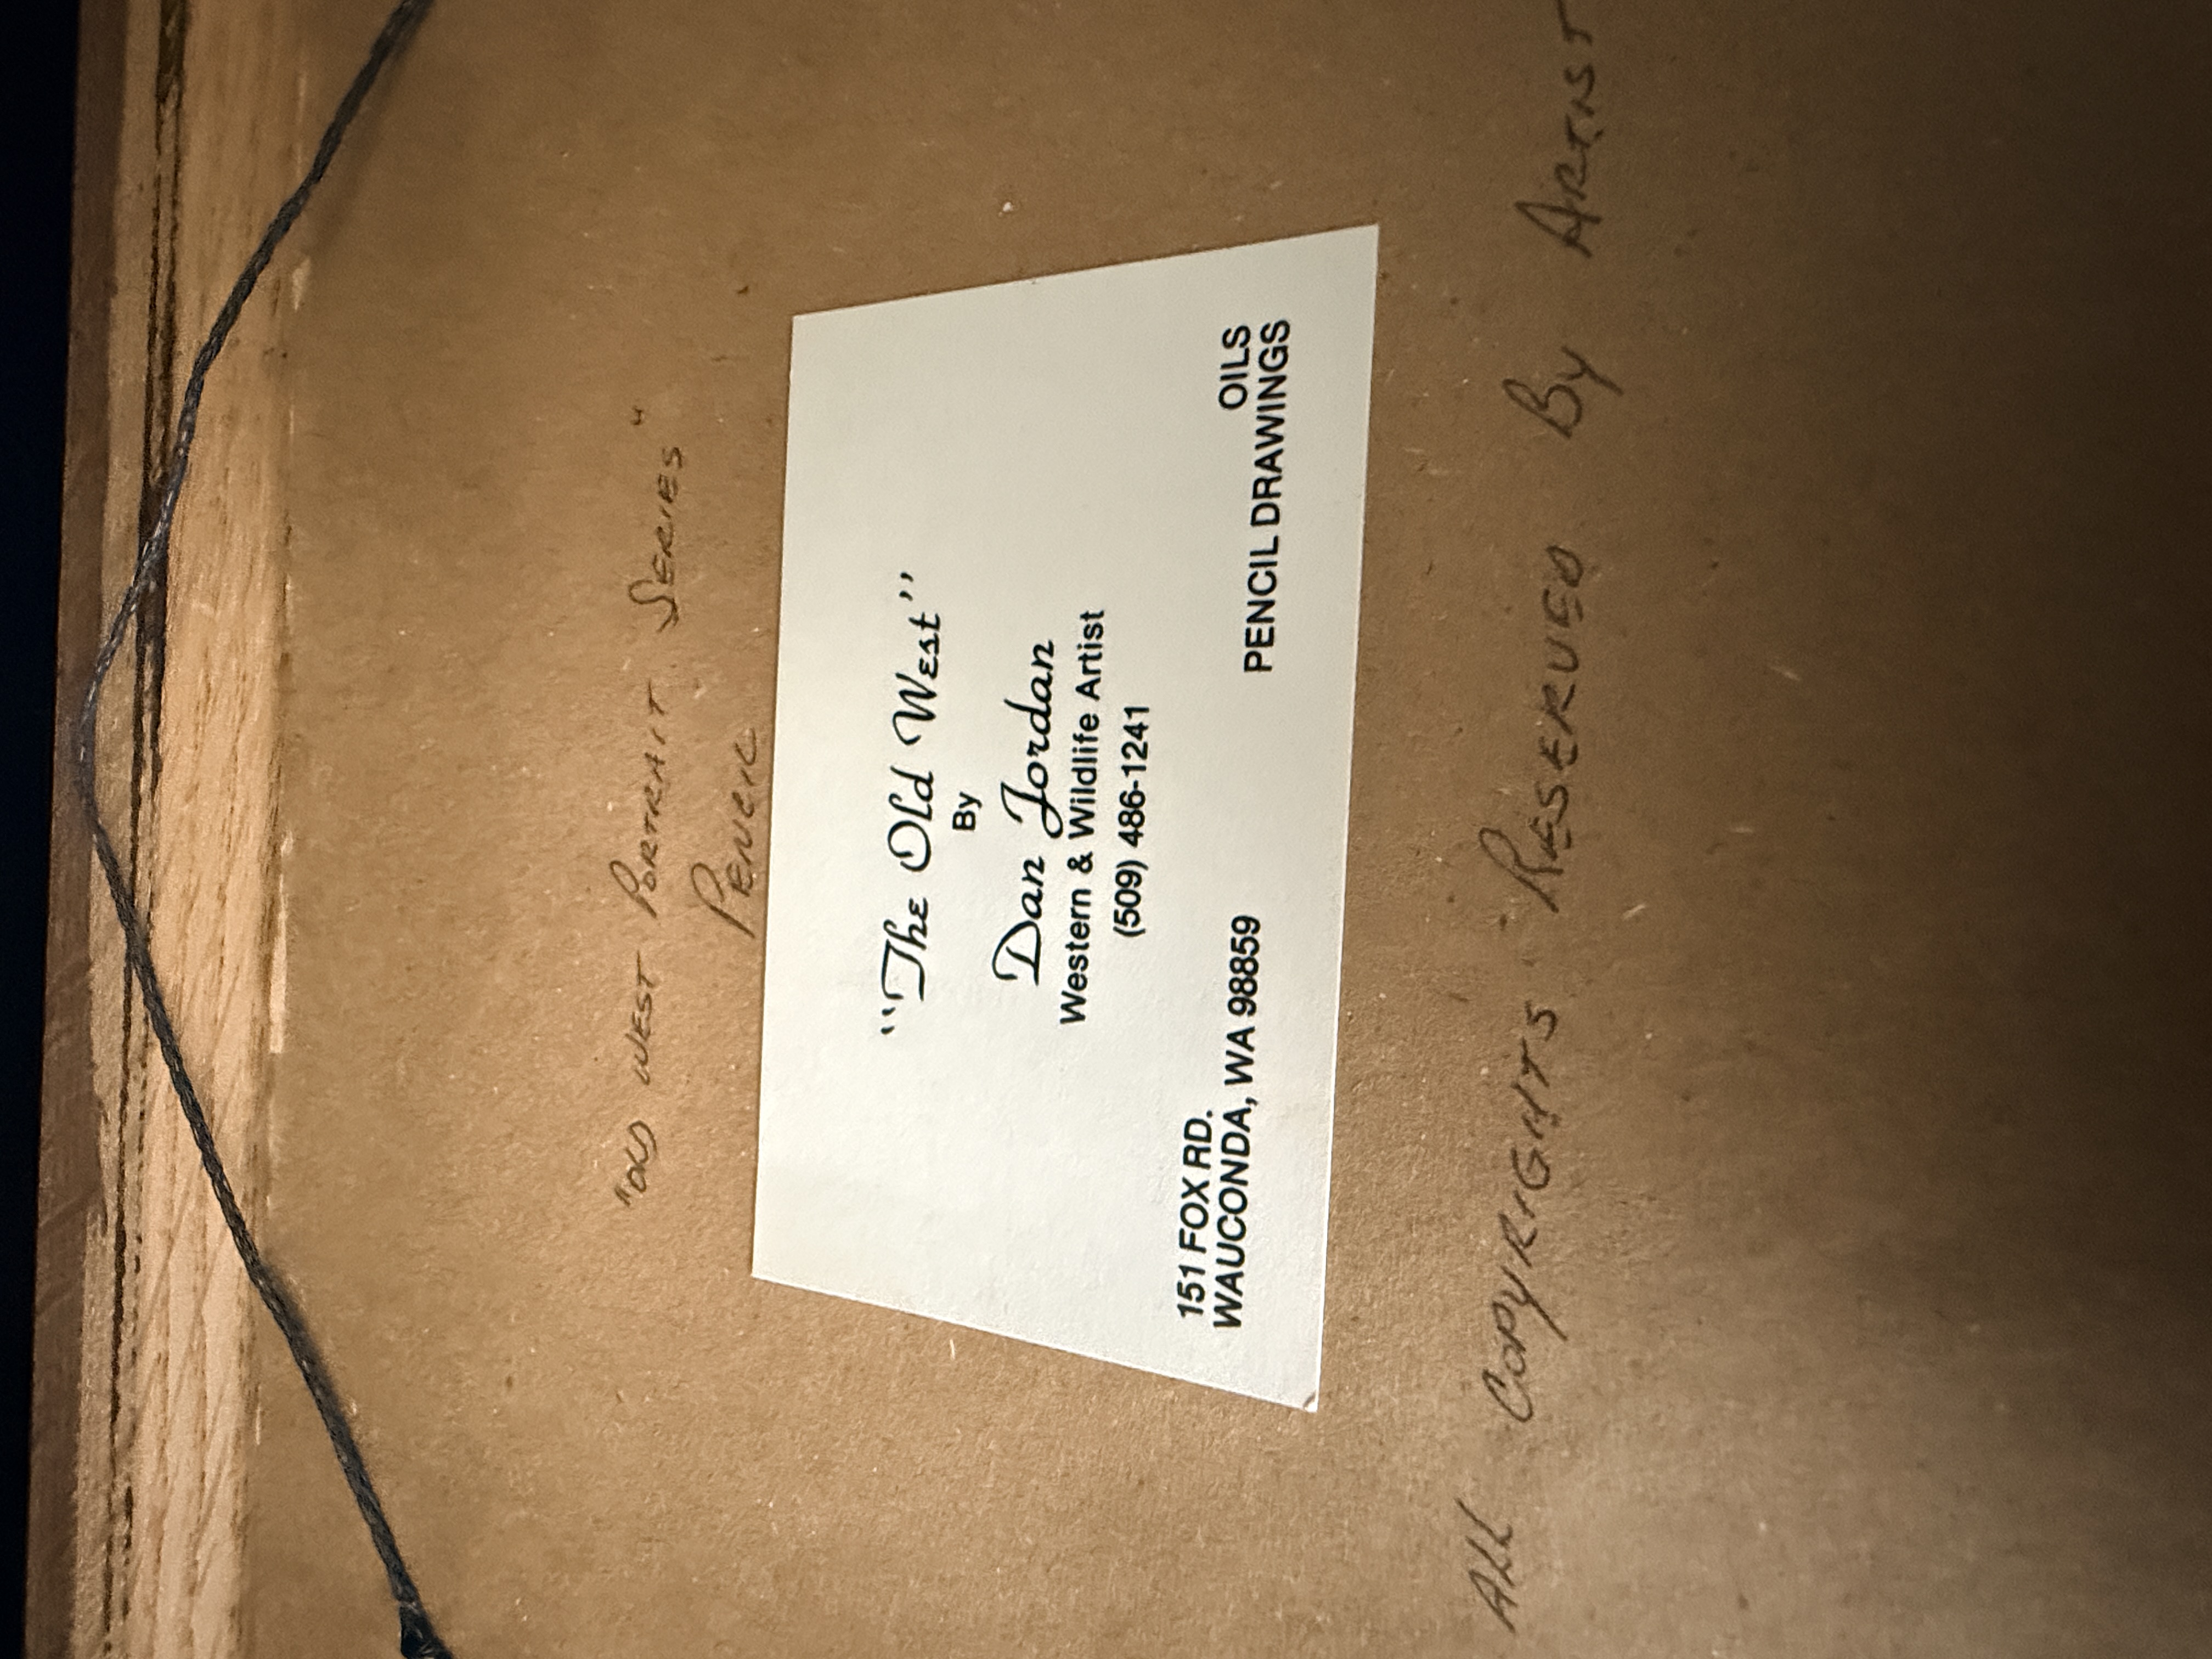 "OLD WEST PORTRAIT SERIES"
PENCIL
"The Old West"
By
Dan Jordan
Western & Wildlife Artist
(509) 486-1241
151 FOX RD.
WAUCONDA, WA 98859
OILS
PENCIL DRAWINGS
ALL COPYRIGHTS RESERVED BY ARTIST